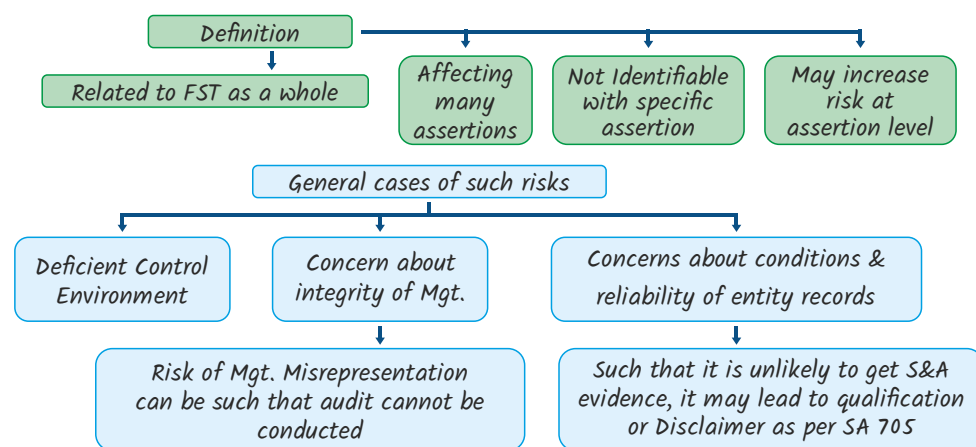 Definition
Related to FST as a whole
Affecting
many
assertions
Not Identifiable
with specific
assertion
May increase
risk at
assertion level
General cases of such risks
Deficient Control
Environment
Concern about
integrity of Mgt.
Concerns about conditions &
reliability of entity records
Risk of Mgt. Misrepresentation
can be such that audit cannot be
conducted
Such that it is unlikely to get S&A
evidence, it may lead to qualification
or Disclaimer as per SA 705